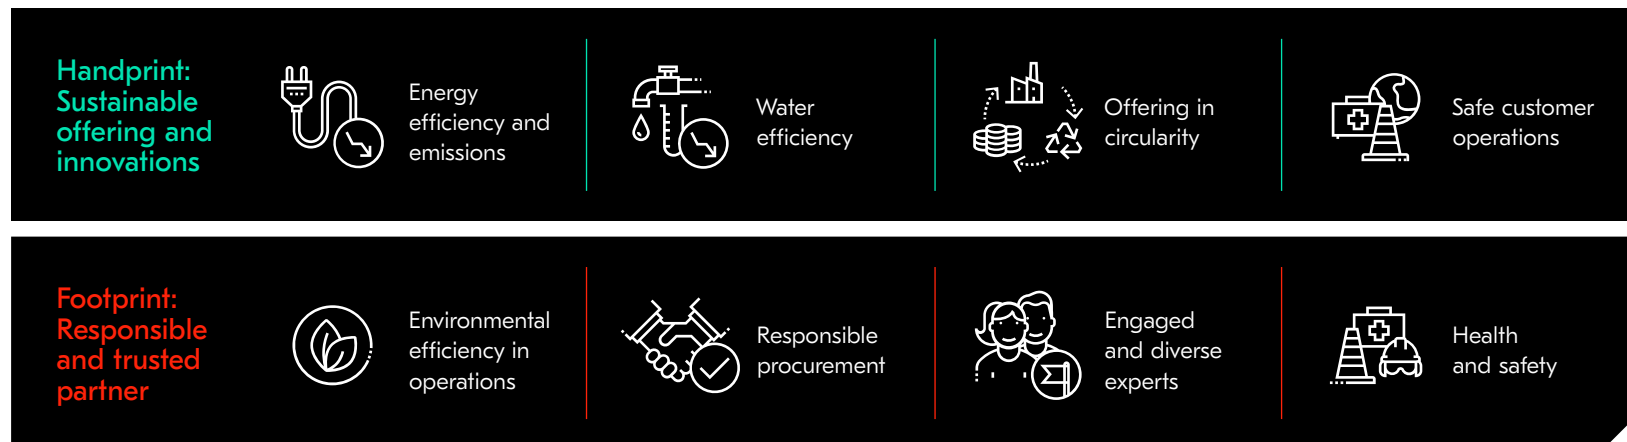 Handprint:
Sustainable
offering and
innovations
Energy
efficiency and
emissions
Water
efficiency
Offering in
circularity
Safe customer
operations
Footprint:
Responsible
and trusted
partner
Environmental
efficiency in
operations
Responsible
procurement
Engaged
and diverse
experts
Health
and safety